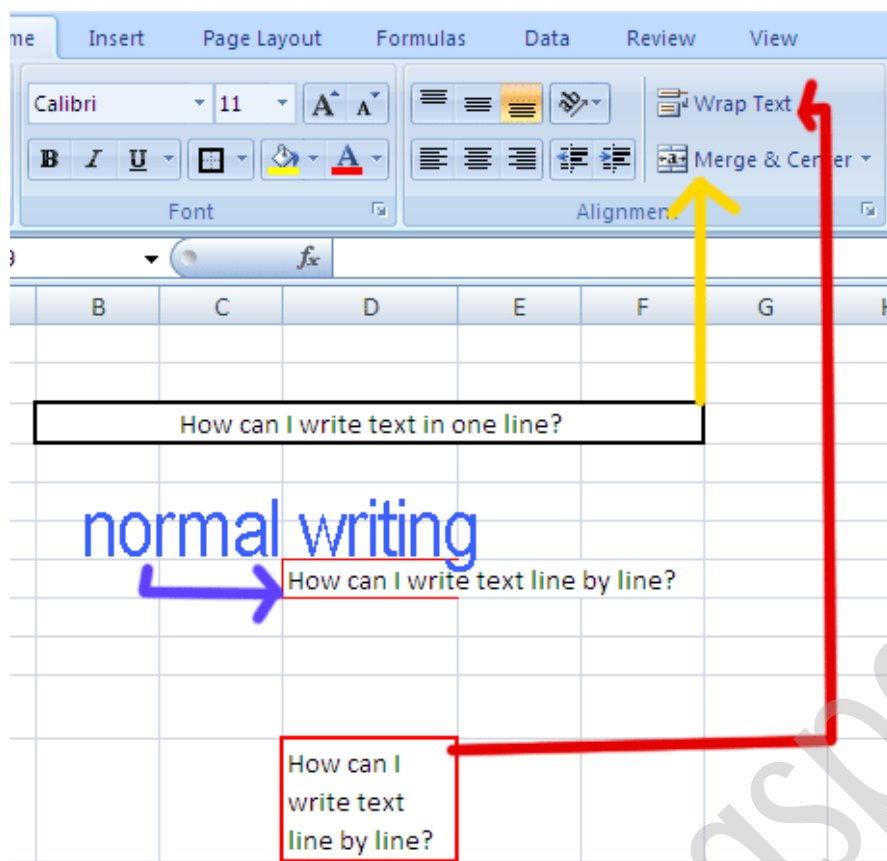 me Insert Page Layout Formulas Data Review View
Calibri 11 A A Wrap Text
B I U A a Merge & Center
Font Alignment
9 fx
B C D E F G H
How can I write text in one line?
normal writing
How can I write text line by line?
How can I
write text
line by line?